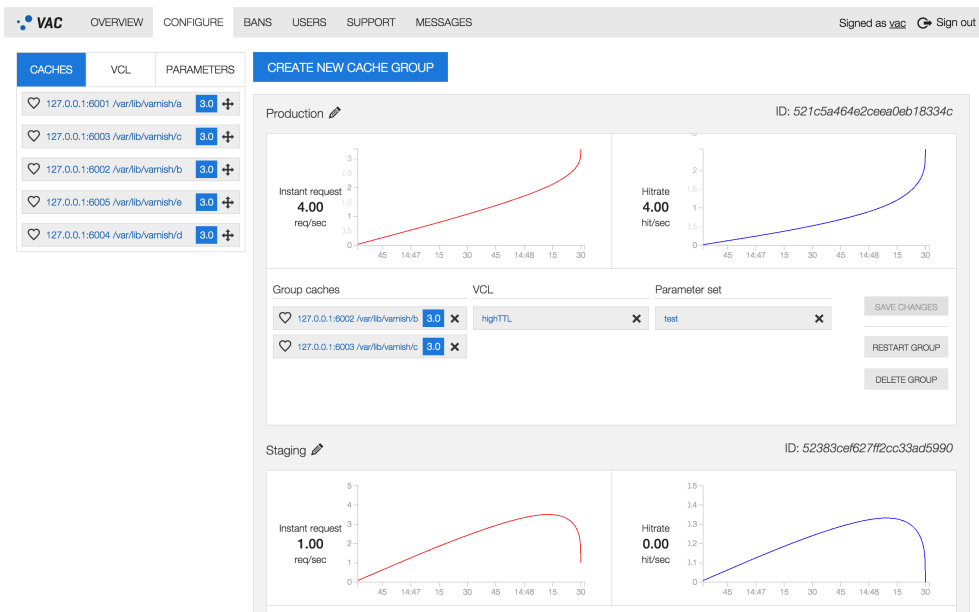 VAC OVERVIEW CONFIGURE BANS USERS SUPPORT MESSAGES Signed as vac Sign out
CACHES VCL PARAMETERS
127.0.0.1:6001 /var/lib/varnish/a 3.0
127.0.0.1:6003 /var/lib/varnish/c 3.0
127.0.0.1:6002 /var/lib/varnish/b 3.0
127.0.0.1:6005 /var/lib/varnish/e 3.0
127.0.0.1:6004 /var/lib/varnish/d 3.0
CREATE NEW CACHE GROUP
Production ID: 521c5a464e2ceea0eb18334c
Instant request
4.00
req/sec
3
2.5
2
1.5
1
0.5
0
45 14:47 15 30 45 14:48 15 30
Hitrate
4.00
hit/sec
2
1.5
1
0.5
0
45 14:47 15 30 45 14:48 15 30
Group caches VCL Parameter set
127.0.0.1:6002 /var/lib/varnish/b 3.0 highTTL test
127.0.0.1:6003 /var/lib/varnish/c 3.0
SAVE CHANGES
RESTART GROUP
DELETE GROUP
Staging ID: 52383cef627ff2cc33ad5990
Instant request
1.00
req/sec
5
4
3
2
1
0
45 14:47 15 30 45 14:48 15 30
Hitrate
0.00
hit/sec
0.5
0.4
0.3
0.2
0.1
0
45 14:47 15 30 45 14:48 15 30